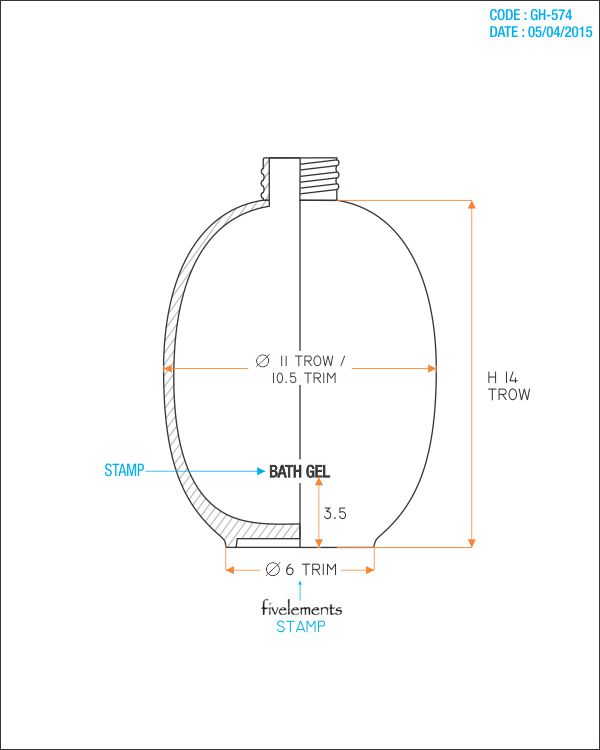 CODE : GH-574
DATE : 05/04/2015
Ø 11 TROW /
10.5 TRIM
H 14
TROW
STAMP
BATH GEL
3.5
Ø 6 TRIM
fivelements
STAMP